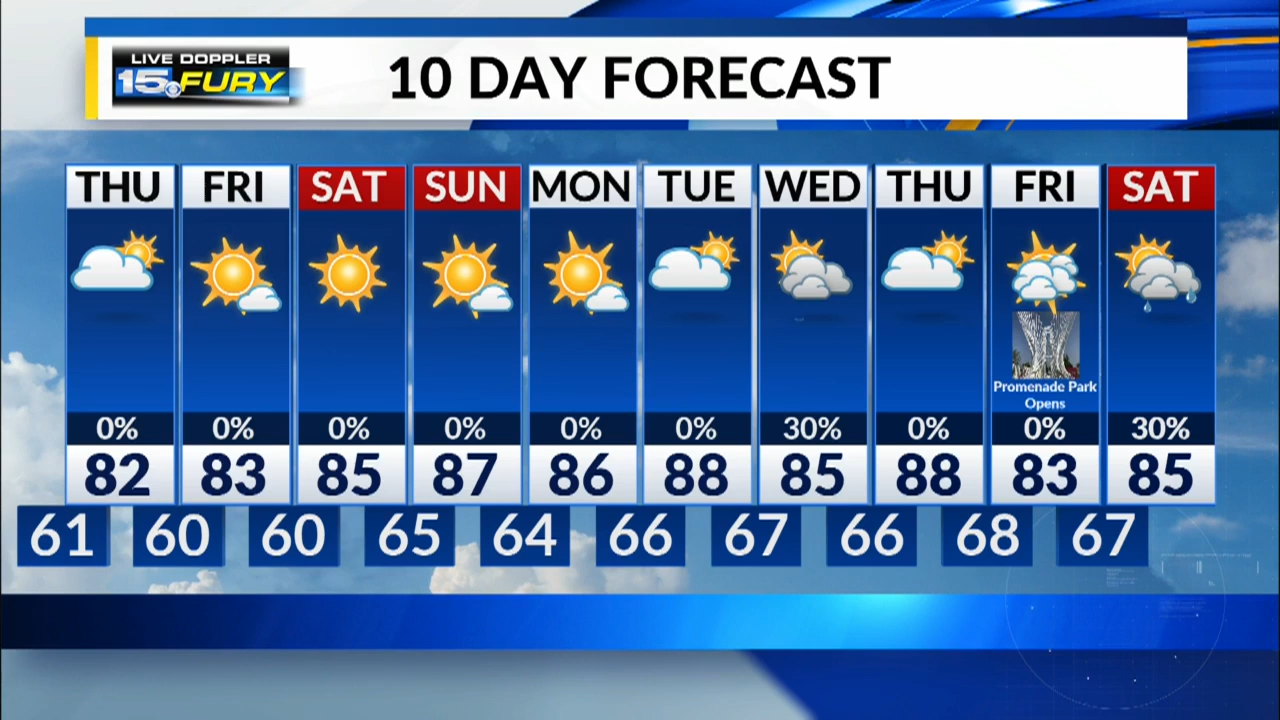 LIVE DOPPLER
15 FURY
10 DAY FORECAST
THU FRI SAT SUN MON TUE WED THU FRI SAT
Promenade Park
Opens
0% 0% 0% 0% 0% 0% 30% 0% 0% 30%
82 83 85 87 86 88 85 88 83 85
61 60 60 65 64 66 67 66 68 67